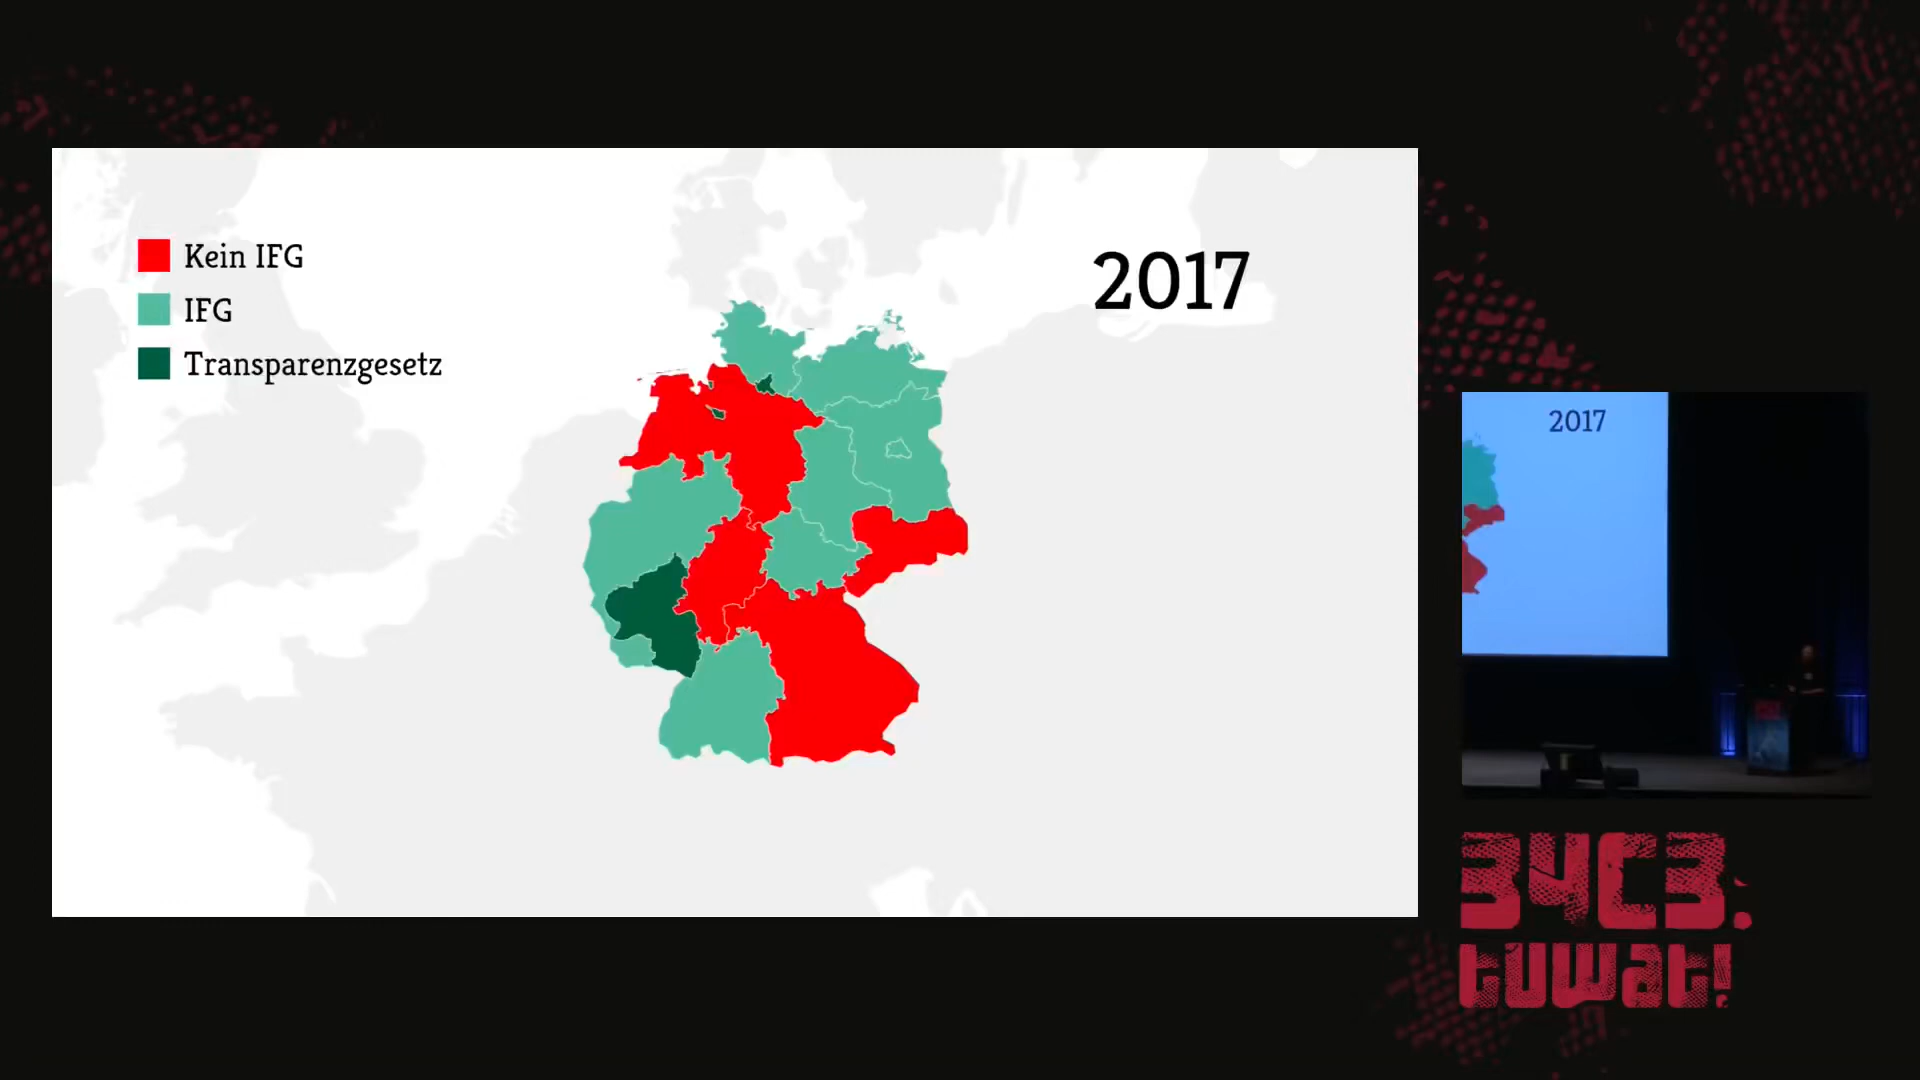 Kein IFG
IFG
Transparenzgesetz
2017
2017
34C3.
tuwat!